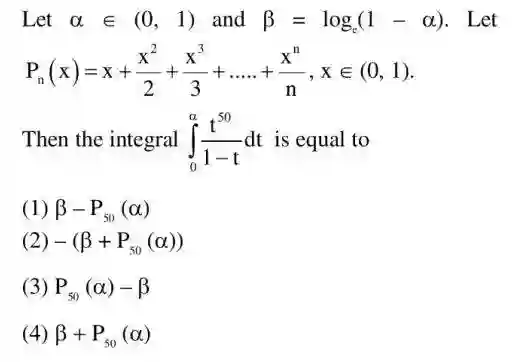 Let α ∈ (0, 1) and β = logₑ(1 – α). Let
Pₙ(x) = x + x²/2 + x³/3 + ..... + xⁿ/n, x ∈ (0, 1).
Then the integral ∫₀^α t⁵⁰/(1–t) dt is equal to
(1) β – P₅₀ (α)
(2) – (β + P₅₀ (α))
(3) P₅₀ (α) – β
(4) β + P₅₀ (α)